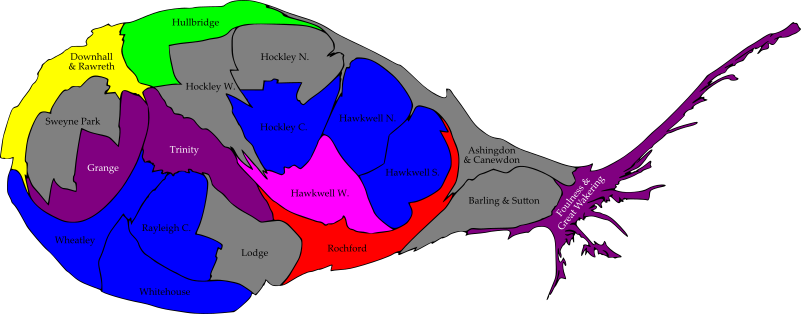 Hullbridge
Downhall
& Rawreth
Hockley N.
Hockley W.
Sweyne Park
Hockley C.
Hawkwell N.
Trinity
Grange
Ashingdon
& Canewdon
Hawkwell S.
Hawkwell W.
Barling & Sutton
Foulness &
Great Wakering
Rayleigh C.
Wheatley
Lodge
Rochford
Whitehouse